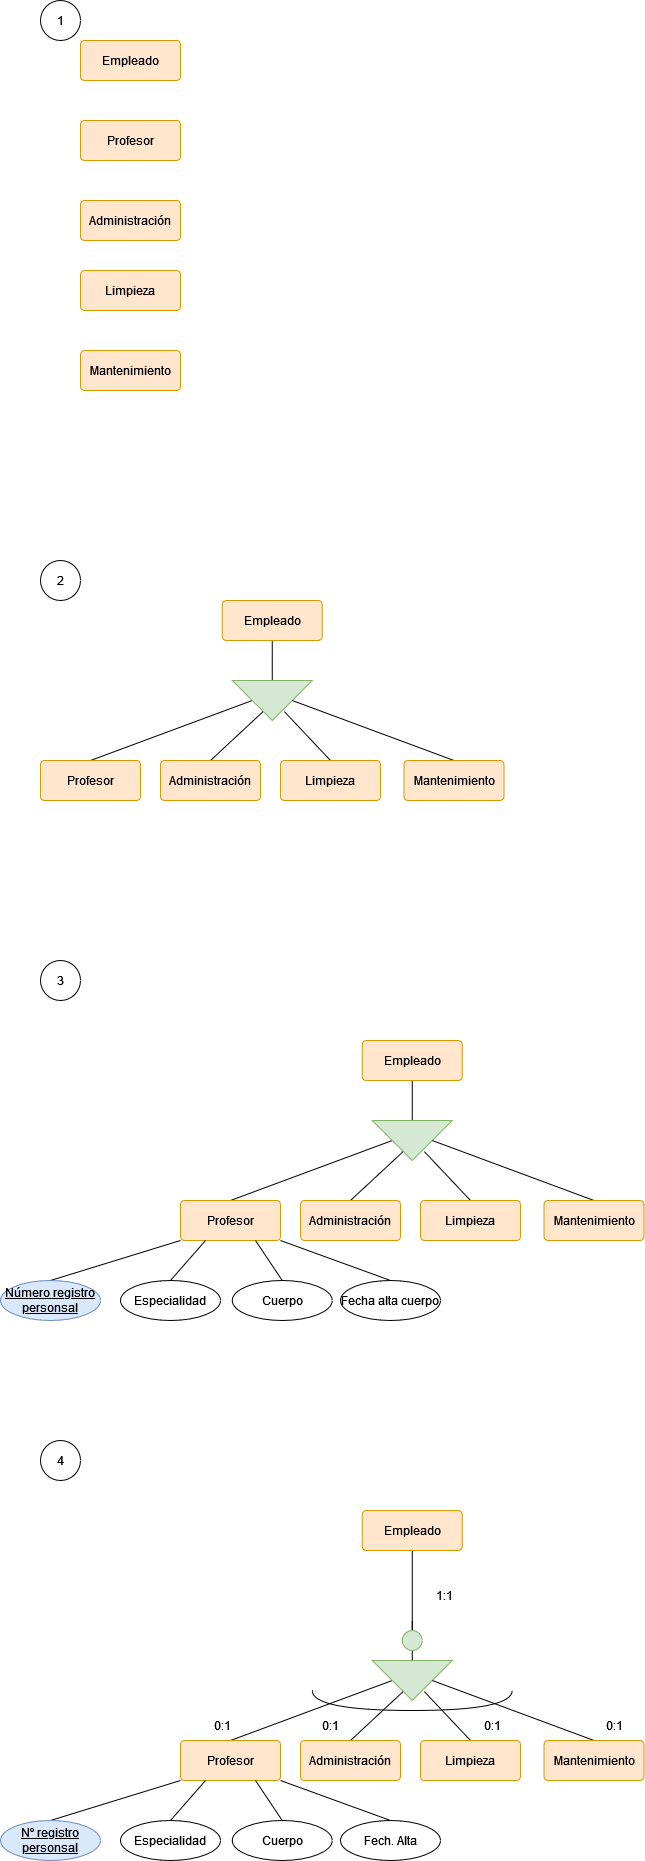 1
Empleado
Profesor
Administración
Limpieza
Mantenimiento
2
Empleado
Profesor
Administración
Limpieza
Mantenimiento
3
Empleado
Profesor
Administración
Limpieza
Mantenimiento
Número registro
personsal
Especialidad
Cuerpo
Fecha alta cuerpo
4
Empleado
1:1
0:1
0:1
0:1
0:1
Profesor
Administración
Limpieza
Mantenimiento
Nº registro
personsal
Especialidad
Cuerpo
Fech. Alta